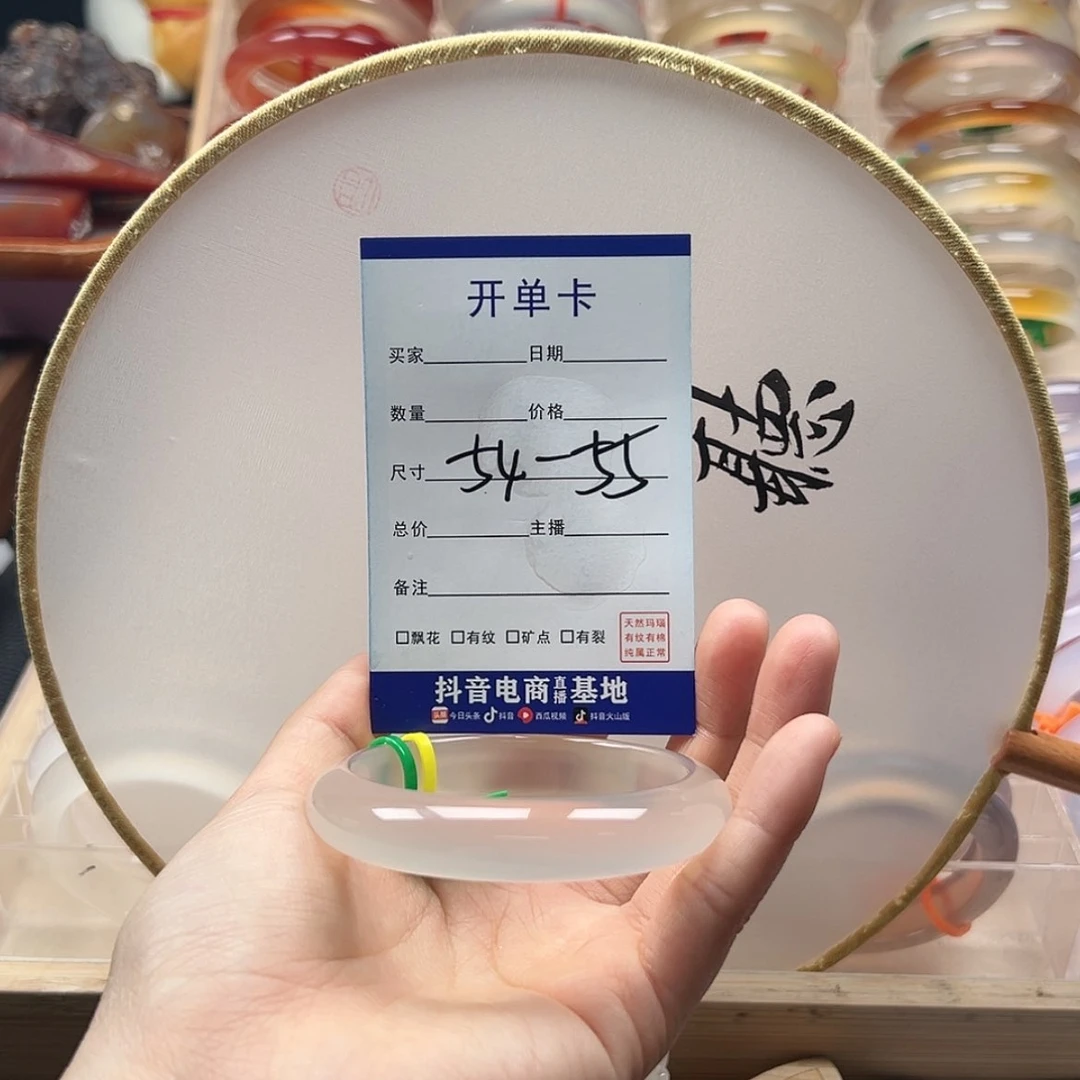 开单卡
买家 日期
数量 价格
尺寸 54-55
总价 主播
备注
☐飘花 ☐有纹 ☐矿点 ☐有裂
天然玛瑙
有纹有棉
纯属正常
抖音电商直播基地
头条 今日头条 抖音 西瓜视频 抖音火山版